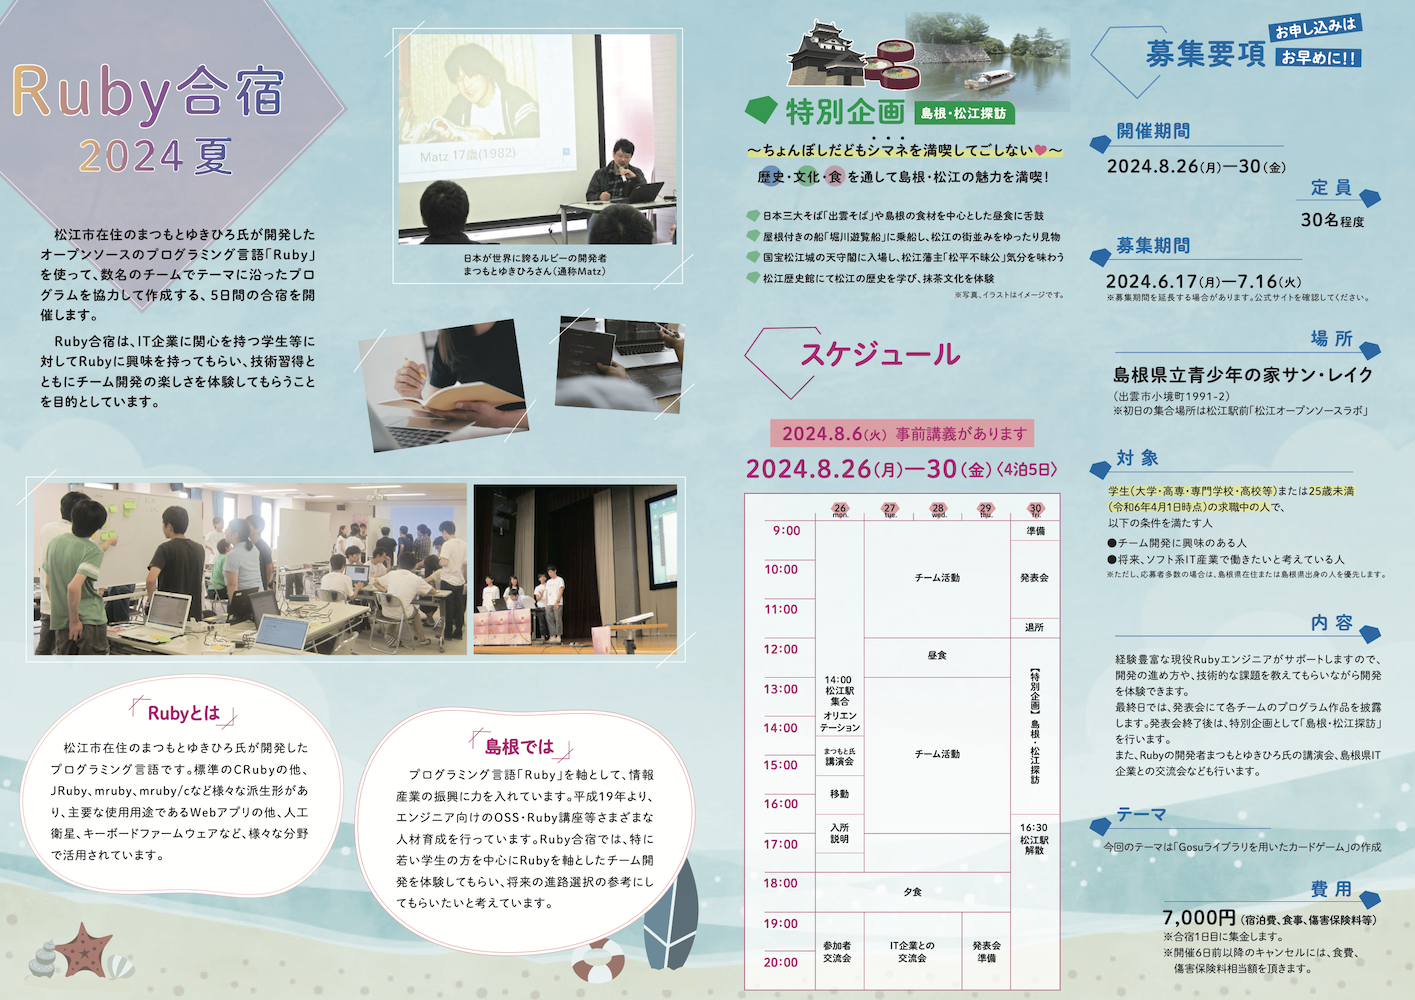 Ruby合宿
2024 夏
松江市在住のまつもとゆきひろ氏が開発した
オープンソースのプログラミング言語「Ruby」
を使って、数名のチームでテーマに沿ったプロ
グラムを協力して作成する、5日間の合宿を開
催します。
Ruby合宿は、IT企業に関心を持つ学生等に
対してRubyに興味を持ってもらい、技術習得と
ともにチーム開発の楽しさを体験してもらうこと
を目的としています。
Matz 17歳(1982)
日本が世界に誇るルビーの開発者
まつもとゆきひろさん(通称Matz)
Rubyとは
松江市在住のまつもとゆきひろ氏が開発した
プログラミング言語です。標準のCRubyの他、
JRuby、mruby、mruby/cなど様々な派生形があ
り、主要な使用用途であるWebアプリの他、人工
衛星、キーボードファームウェアなど、様々な分野
で活用されています。
島根では
プログラミング言語「Ruby」を軸として、情報
産業の振興に力を入れています。平成19年より、
エンジニア向けのOSS・Ruby講座等さまざまな
人材育成を行っています。Ruby合宿では、特に
若い学生の方を中心にRubyを軸としたチーム開
発を体験してもらい、将来の進路選択の参考にし
てもらいたいと考えています。
特別企画 島根・松江探訪
～ちょんぼしだどもシマネを満喫してごしない♥～
歴史・文化・食を通して島根・松江の魅力を満喫!
日本三大そば「出雲そば」や島根の食材を中心とした昼食に舌鼓
屋根付きの船「堀川遊覧船」に乗船し、松江の街並みをゆったり見物
国宝松江城の天守閣に入場し、松江藩主「松平不昧公」気分を味わう
松江歴史館にて松江の歴史を学び、抹茶文化を体験
※写真、イラストはイメージです。
スケジュール
2024.8.6(火) 事前講義があります
2024.8.26(月)ー30(金)〈4泊5日〉
26 mon.
27 tue.
28 wed.
29 thu.
30 fri.
9:00
10:00
11:00
12:00
13:00
14:00
15:00
16:00
17:00
18:00
19:00
20:00
14:00
松江駅
集合
オリエン
テーション
まつもと氏
講演会
移動
入所
説明
チーム活動
昼食
チーム活動
夕食
参加者
交流会
IT企業との
交流会
発表会
準備
準備
発表会
退所
【特別企画】島根・松江探訪
16:30
松江駅
解散
募集要項
お申し込みは
お早めに!!
開催期間
2024.8.26(月)ー30(金)
定員
30名程度
募集期間
2024.6.17(月)ー7.16(火)
※募集期間を延長する場合があります。公式サイトを確認してください。
場所
島根県立青少年の家サン・レイク
(出雲市小境町1991-2)
※初日の集合場所は松江駅前「松江オープンソースラボ」
対象
学生(大学・高専・専門学校・高校等)または25歳未満
(令和6年4月1日時点)の求職中の人で、
以下の条件を満たす人
●チーム開発に興味のある人
●将来、ソフト系IT産業で働きたいと考えている人
※ただし、応募者多数の場合は、島根県在住または島根県出身の人を優先します。
内容
経験豊富な現役Rubyエンジニアがサポートしますので、
開発の進め方や、技術的な課題を教えてもらいながら開発
を体験できます。
最終日では、発表会にて各チームのプログラム作品を披露
します。発表会終了後は、特別企画として「島根・松江探訪」
を行います。
また、Rubyの開発者まつもとゆきひろ氏の講演会、島根県IT
企業との交流会なども行います。
テーマ
今回のテーマは「Gosuライブラリを用いたカードゲーム」の作成
費用
7,000円(宿泊費、食事、傷害保険料等)
※合宿1日目に集金します。
※開催6日前以降のキャンセルには、食費、
傷害保険料相当額を頂きます。